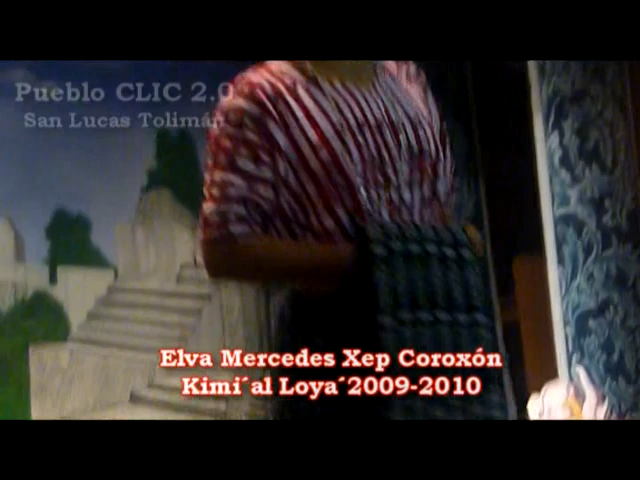 Pueblo CLIC 2.0
San Lucas Tolimán
Elva Mercedes Xep Coroxón
Kimi´al Loya´2009-2010